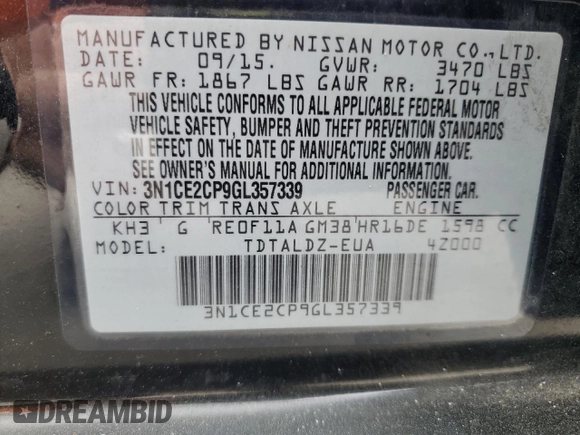 MANUFACTURED BY NISSAN MOTOR CO., LTD.
DATE: 09/15. GVWR: 3470 LBS
GAWR FR: 1867 LBS GAWR RR: 1704 LBS
THIS VEHICLE CONFORMS TO ALL APPLICABLE FEDERAL MOTOR
VEHICLE SAFETY, BUMPER AND THEFT PREVENTION STANDARDS
IN EFFECT ON THE DATE OF MANUFACTURE SHOWN ABOVE.
SEE OWNER'S MANUAL FOR ADDITIONAL INFORMATION.
VIN: 3N1CE2CP9GL357339 PASSENGER CAR.
COLOR TRIM TRANS AXLE ENGINE
KH3 G RE0F11A GM38 HR16DE 1598 CC
MODEL: TDTALDZ-EUA 4Z000
3N1CE2CP9GL357339
DREAMBID